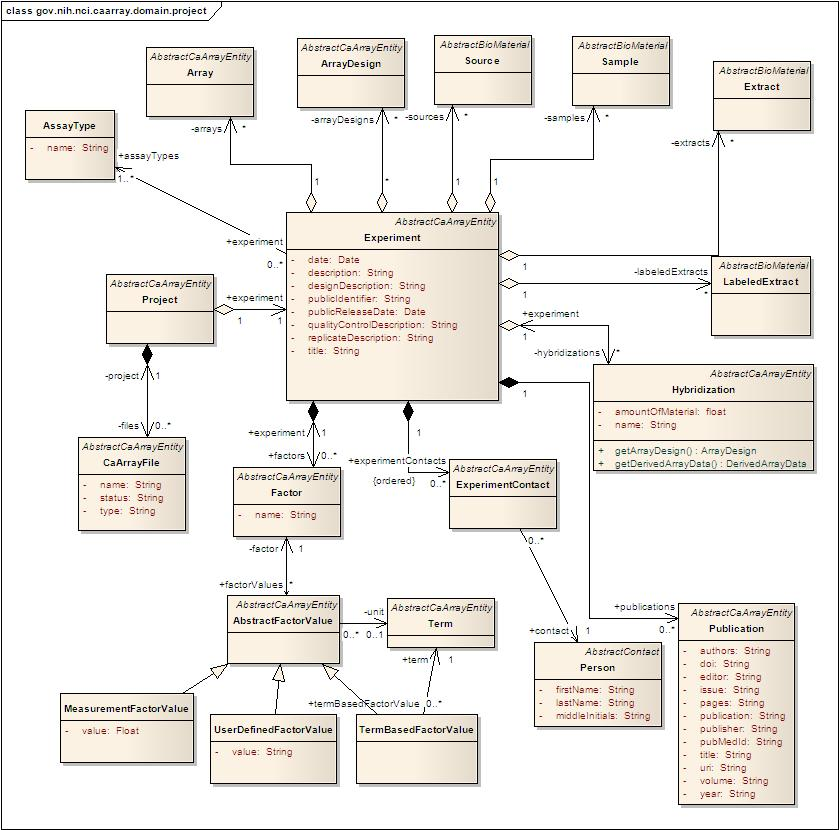 class gov.nih.nci.caarray.domain.project
AbstractCaArrayEntity
Array
AbstractCaArrayEntity
ArrayDesign
AbstractBioMaterial
Source
AbstractBioMaterial
Sample
AbstractBioMaterial
Extract
AssayType
- name: String
-arrays
*
-arrayDesigns
*
-sources
*
-samples
*
-extracts
*
+assayTypes
1..*
1
*
1
1
+experiment
0..*
AbstractCaArrayEntity
Experiment
- date: Date
- description: String
- designDescription: String
- publicIdentifier: String
- publicReleaseDate: Date
- qualityControlDescription: String
- replicateDescription: String
- title: String
1
-labeledExtracts
*
1
AbstractBioMaterial
LabeledExtract
AbstractCaArrayEntity
Project
+experiment
1
1
+experiment
1
-hybridizations
*
AbstractCaArrayEntity
Hybridization
- amountOfMaterial: float
- name: String
+ getArrayDesign() : ArrayDesign
+ getDerivedArrayData() : DerivedArrayData
-project
1
-files
0..*
1
AbstractCaArrayEntity
CaArrayFile
- name: String
- status: String
- type: String
+experiment
1
+factors
0..*
1
+experimentContacts
{ordered}
0..*
AbstractCaArrayEntity
Factor
- name: String
AbstractCaArrayEntity
ExperimentContact
-factor
1
0..*
+factorValues
*
AbstractCaArrayEntity
AbstractFactorValue
-unit
0..*
0..1
AbstractCaArrayEntity
Term
+publications
0..*
+contact
1
+term
1
AbstractContact
Person
- firstName: String
- lastName: String
- middleInitials: String
AbstractCaArrayEntity
Publication
- authors: String
- doi: String
- editor: String
- issue: String
- pages: String
- publication: String
- publisher: String
- pubMedId: String
- title: String
- uri: String
- volume: String
- year: String
+termBasedFactorValue
0..*
MeasurementFactorValue
- value: Float
UserDefinedFactorValue
- value: String
TermBasedFactorValue